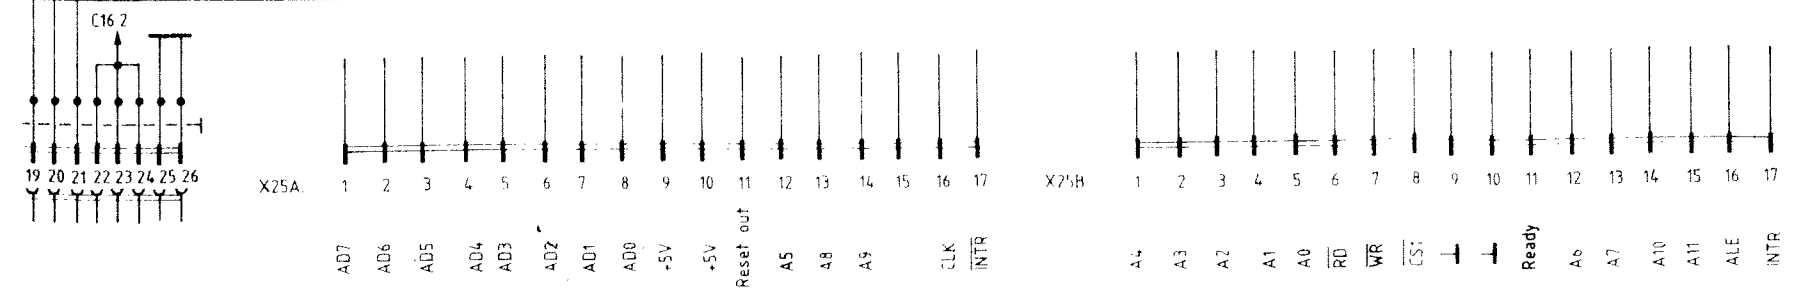 C16 2
19 20 21 22 23 24 25 26
X25A. 1 2 3 4 5 6 7 8 9 10 11 12 13 14 15 16 17
AD7 AD6 AD5 AD4 AD3 AD2 AD1 AD0 +5V +5V Reset out A5 A8 A9 CLK INTR
X25B 1 2 3 4 5 6 7 8 9 10 11 12 13 14 15 16 17
A4 A3 A2 A1 A0 RD WR CS1 Ready A6 A7 A10 A11 ALE INTR